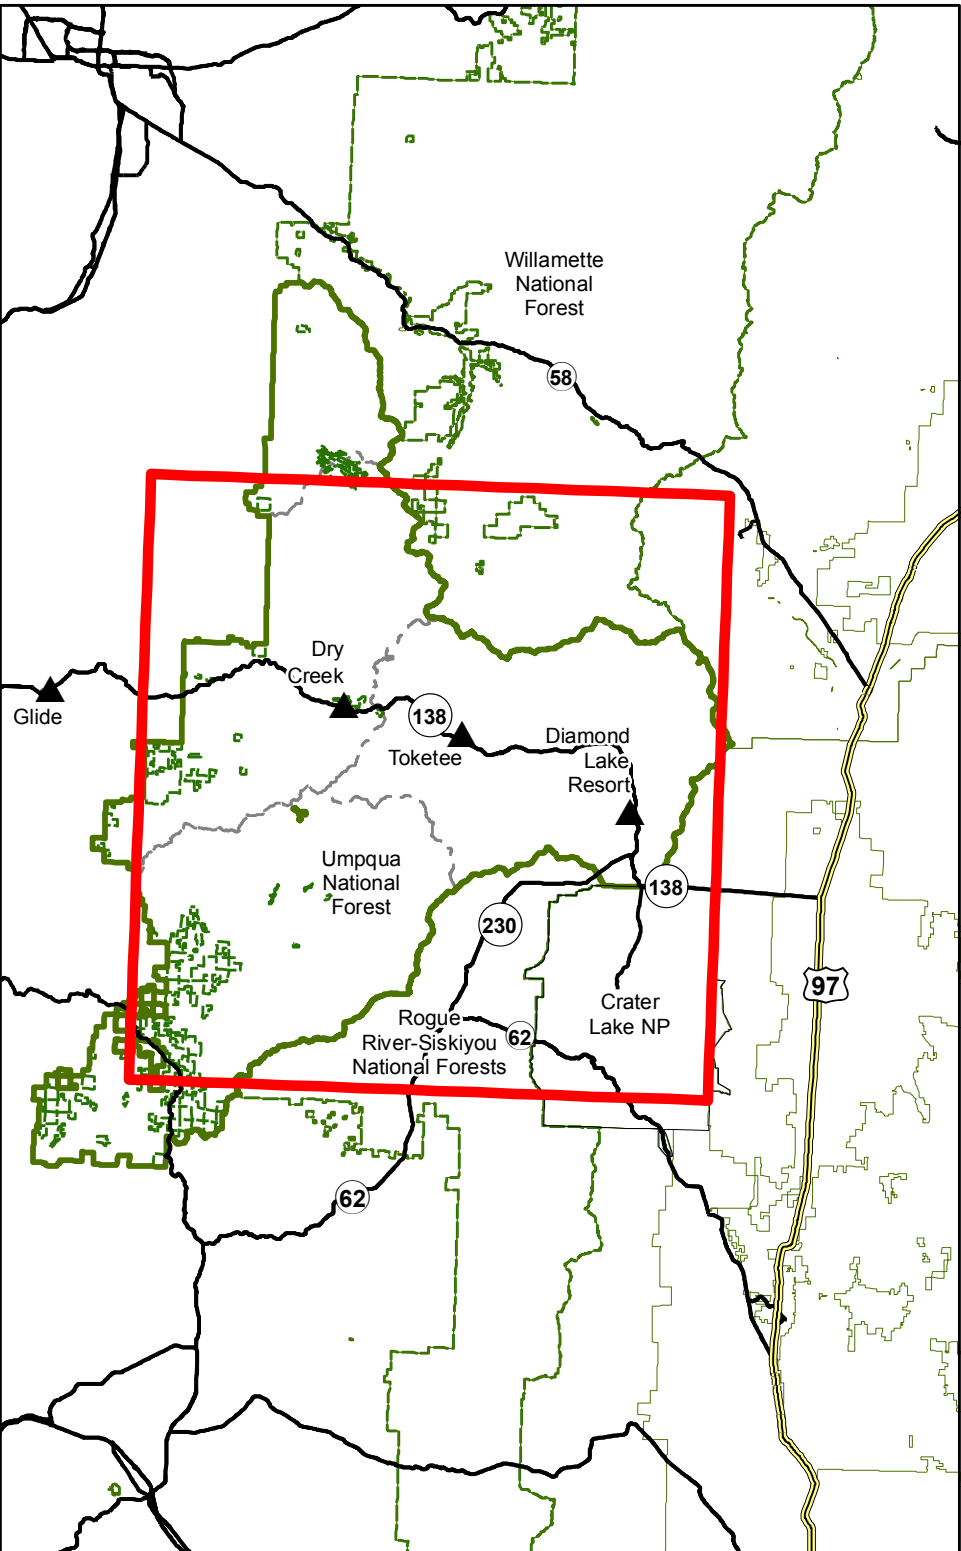 Willamette
National
Forest
58
Dry
Creek
Glide
138
Toketee
Diamond
Lake
Resort
Umpqua
National
Forest
138
230
97
Crater
Lake NP
Rogue
River-Siskiyou
National Forests
62
62